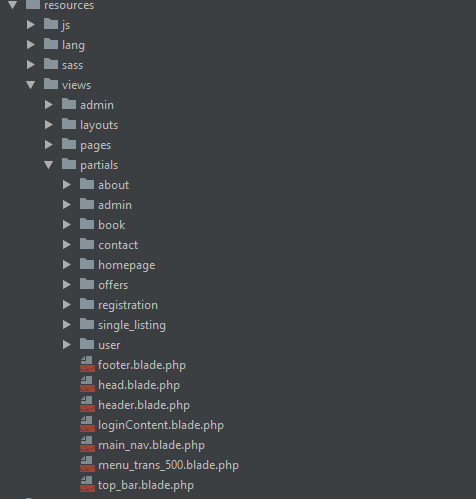 resources
js
lang
sass
views
admin
layouts
pages
partials
about
admin
book
contact
homepage
offers
registration
single_listing
user
footer.blade.php
head.blade.php
header.blade.php
loginContent.blade.php
main_nav.blade.php
menu_trans_500.blade.php
top_bar.blade.php